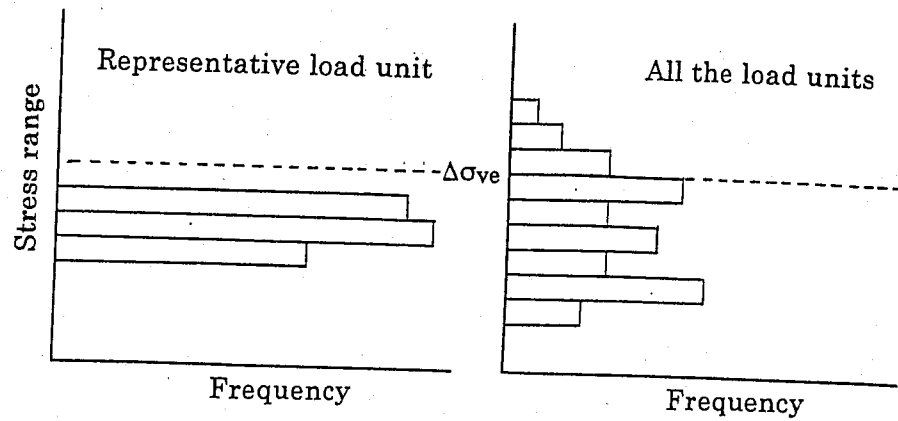 Representative load unit
All the load units
Stress range
Δσve
Frequency
Frequency